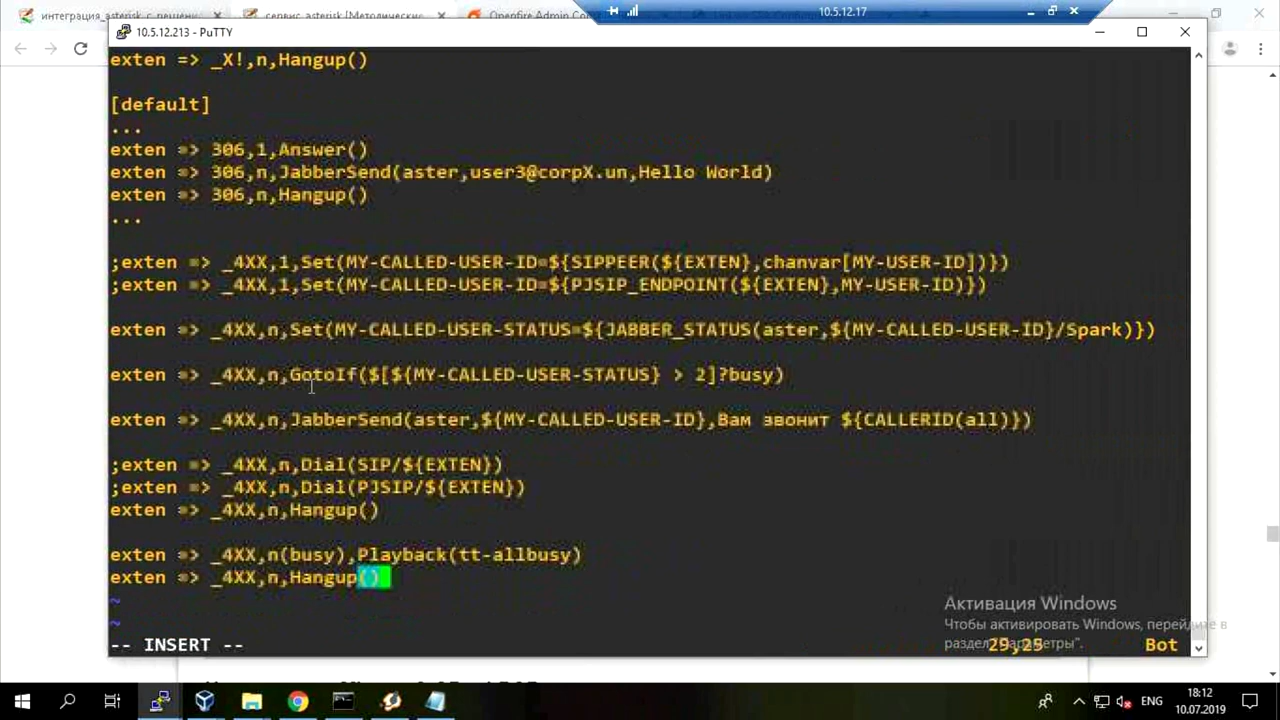 интеграция asterisk с решени
сервис asterisk [Методические
Openfire Admin Cons
10.5.12.17
10.5.12.213 - PuTTY
exten => _X!,n,Hangup()
[default]
...
exten => 306,1,Answer()
exten => 306,n,JabberSend(aster,user3@corpX.un,Hello World)
exten => 306,n,Hangup()
...
;exten => _4XX,1,Set(MY-CALLED-USER-ID=${SIPPEER(${EXTEN},chanvar[MY-USER-ID])})
;exten => _4XX,1,Set(MY-CALLED-USER-ID=${PJSIP_ENDPOINT(${EXTEN},MY-USER-ID)})
exten => _4XX,n,Set(MY-CALLED-USER-STATUS=${JABBER_STATUS(aster,${MY-CALLED-USER-ID}/Spark)})
exten => _4XX,n,GotoIf($[${MY-CALLED-USER-STATUS} > 2]?busy)
exten => _4XX,n,JabberSend(aster,${MY-CALLED-USER-ID},Вам звонит ${CALLERID(all)})
;exten => _4XX,n,Dial(SIP/${EXTEN})
;exten => _4XX,n,Dial(PJSIP/${EXTEN})
exten => _4XX,n,Hangup()
exten => _4XX,n(busy),Playback(tt-allbusy)
exten => _4XX,n,Hangup()
~
~
Активация Windows
Чтобы активировать Windows, перейдите в
раздел "Параметры".
-- INSERT -- 29,25 Bot
ENG
18:12
10.07.2019